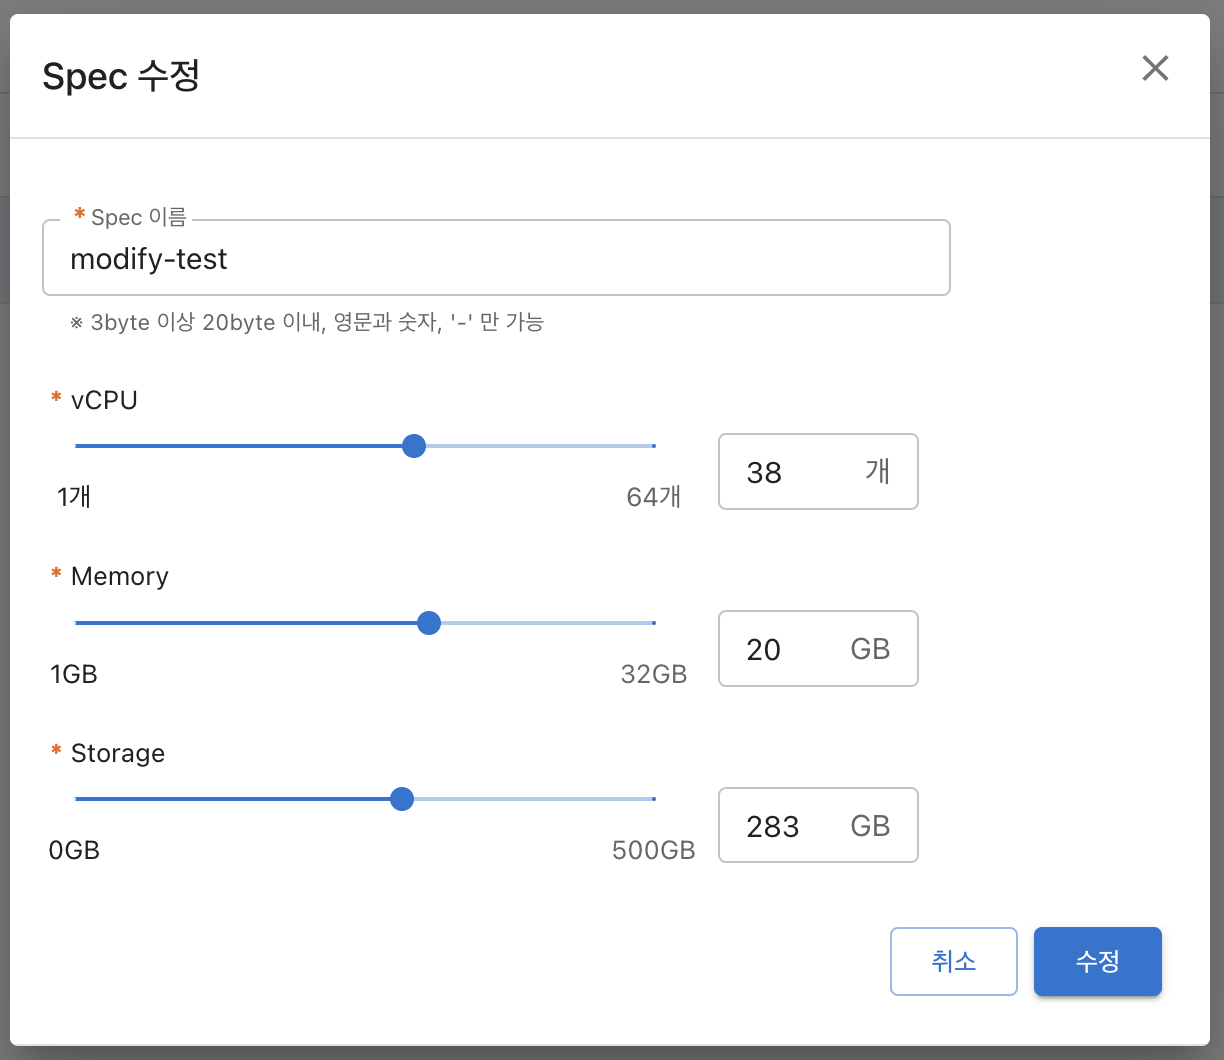 Spec 수정
* Spec 이름
modify-test
※ 3byte 이상 20byte 이내, 영문과 숫자, '-' 만 가능
* vCPU
38 개
1개 64개
* Memory
20 GB
1GB 32GB
* Storage
283 GB
0GB 500GB
취소 수정